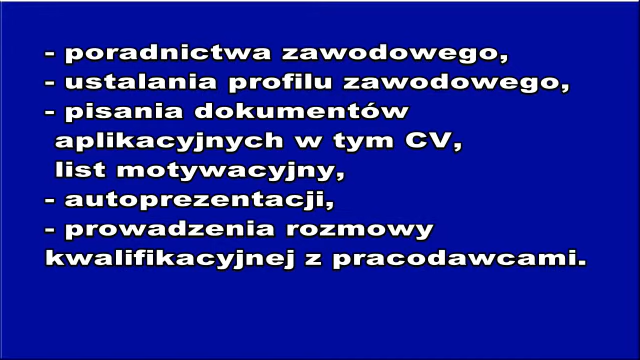 - poradnictwa zawodowego,
- ustalania profilu zawodowego,
- pisania dokumentów
aplikacyjnych w tym CV,
list motywacyjny,
- autoprezentacji,
- prowadzenia rozmowy
kwalifikacyjnej z pracodawcami.